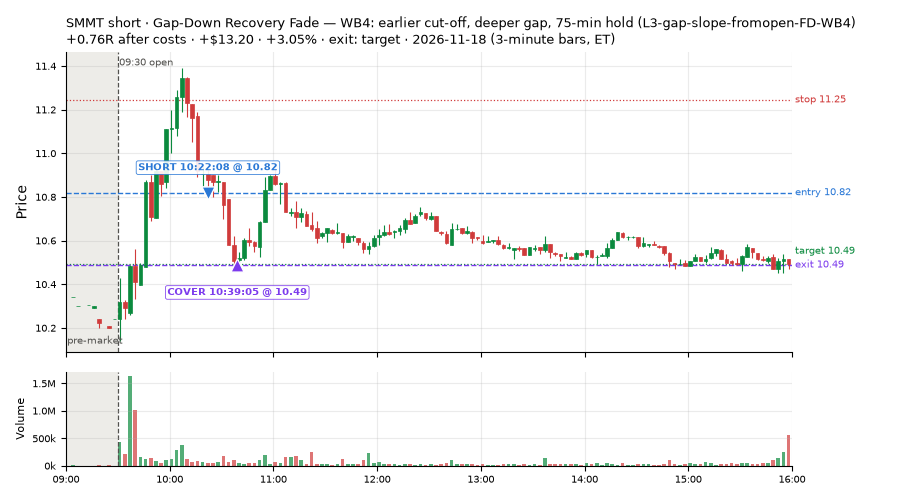 SMMT short · Gap-Down Recovery Fade — WB4: earlier cut-off, deeper gap, 75-min hold (L3-gap-slope-fromopen-FD-WB4)
+0.76R after costs · +$13.20 · +3.05% · exit: target · 2026-11-18 (3-minute bars, ET)
09:30 open
11.4
11.2
11.0
10.8
10.6
10.4
10.2
Price
stop 11.25
SHORT 10:22:08 @ 10.82
entry 10.82
target 10.49
exit 10.49
COVER 10:39:05 @ 10.49
pre-market
1.5M
1.0M
500k
0k
Volume
09:00
10:00
11:00
12:00
13:00
14:00
15:00
16:00